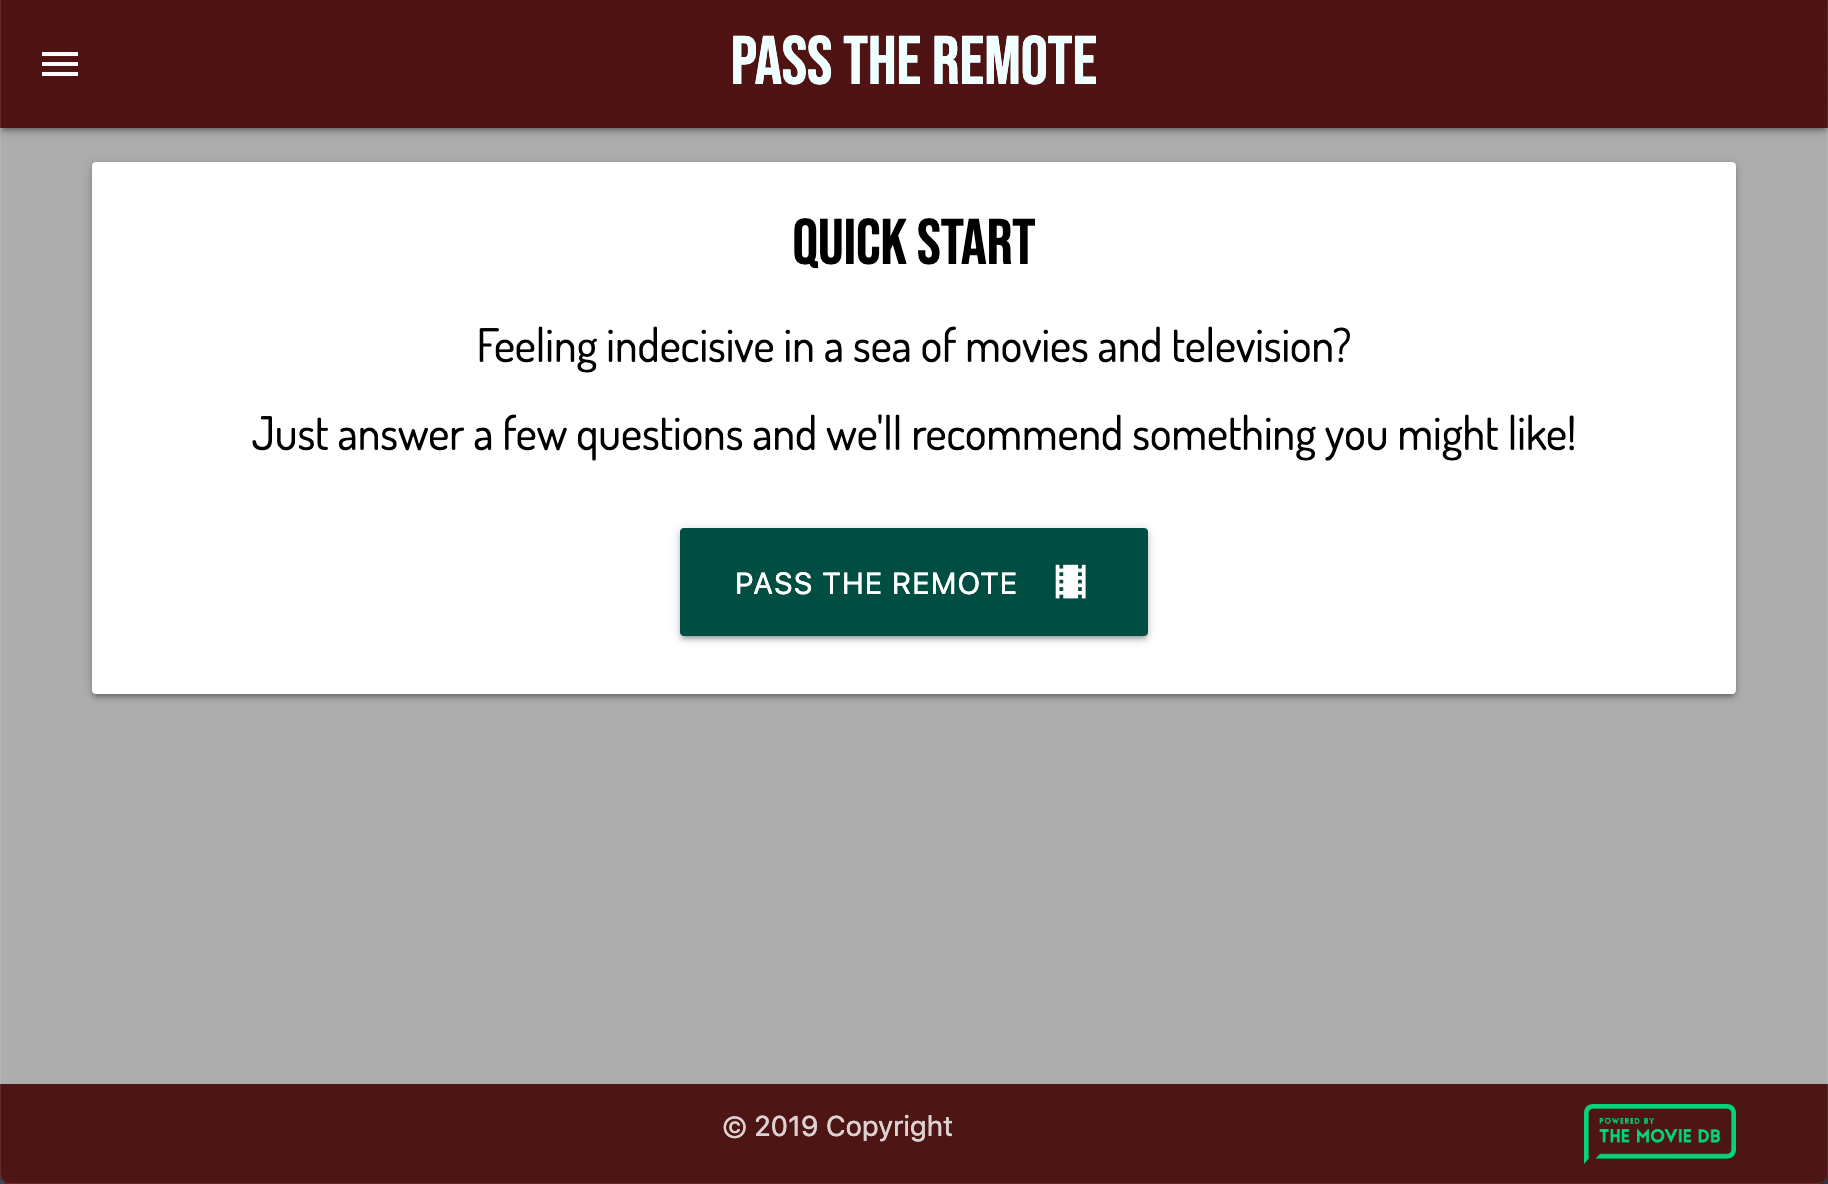 PASS THE REMOTE
QUICK START
Feeling indecisive in a sea of movies and television?
Just answer a few questions and we'll recommend something you might like!
PASS THE REMOTE
© 2019 Copyright
POWERED BY
THE MOVIE DB